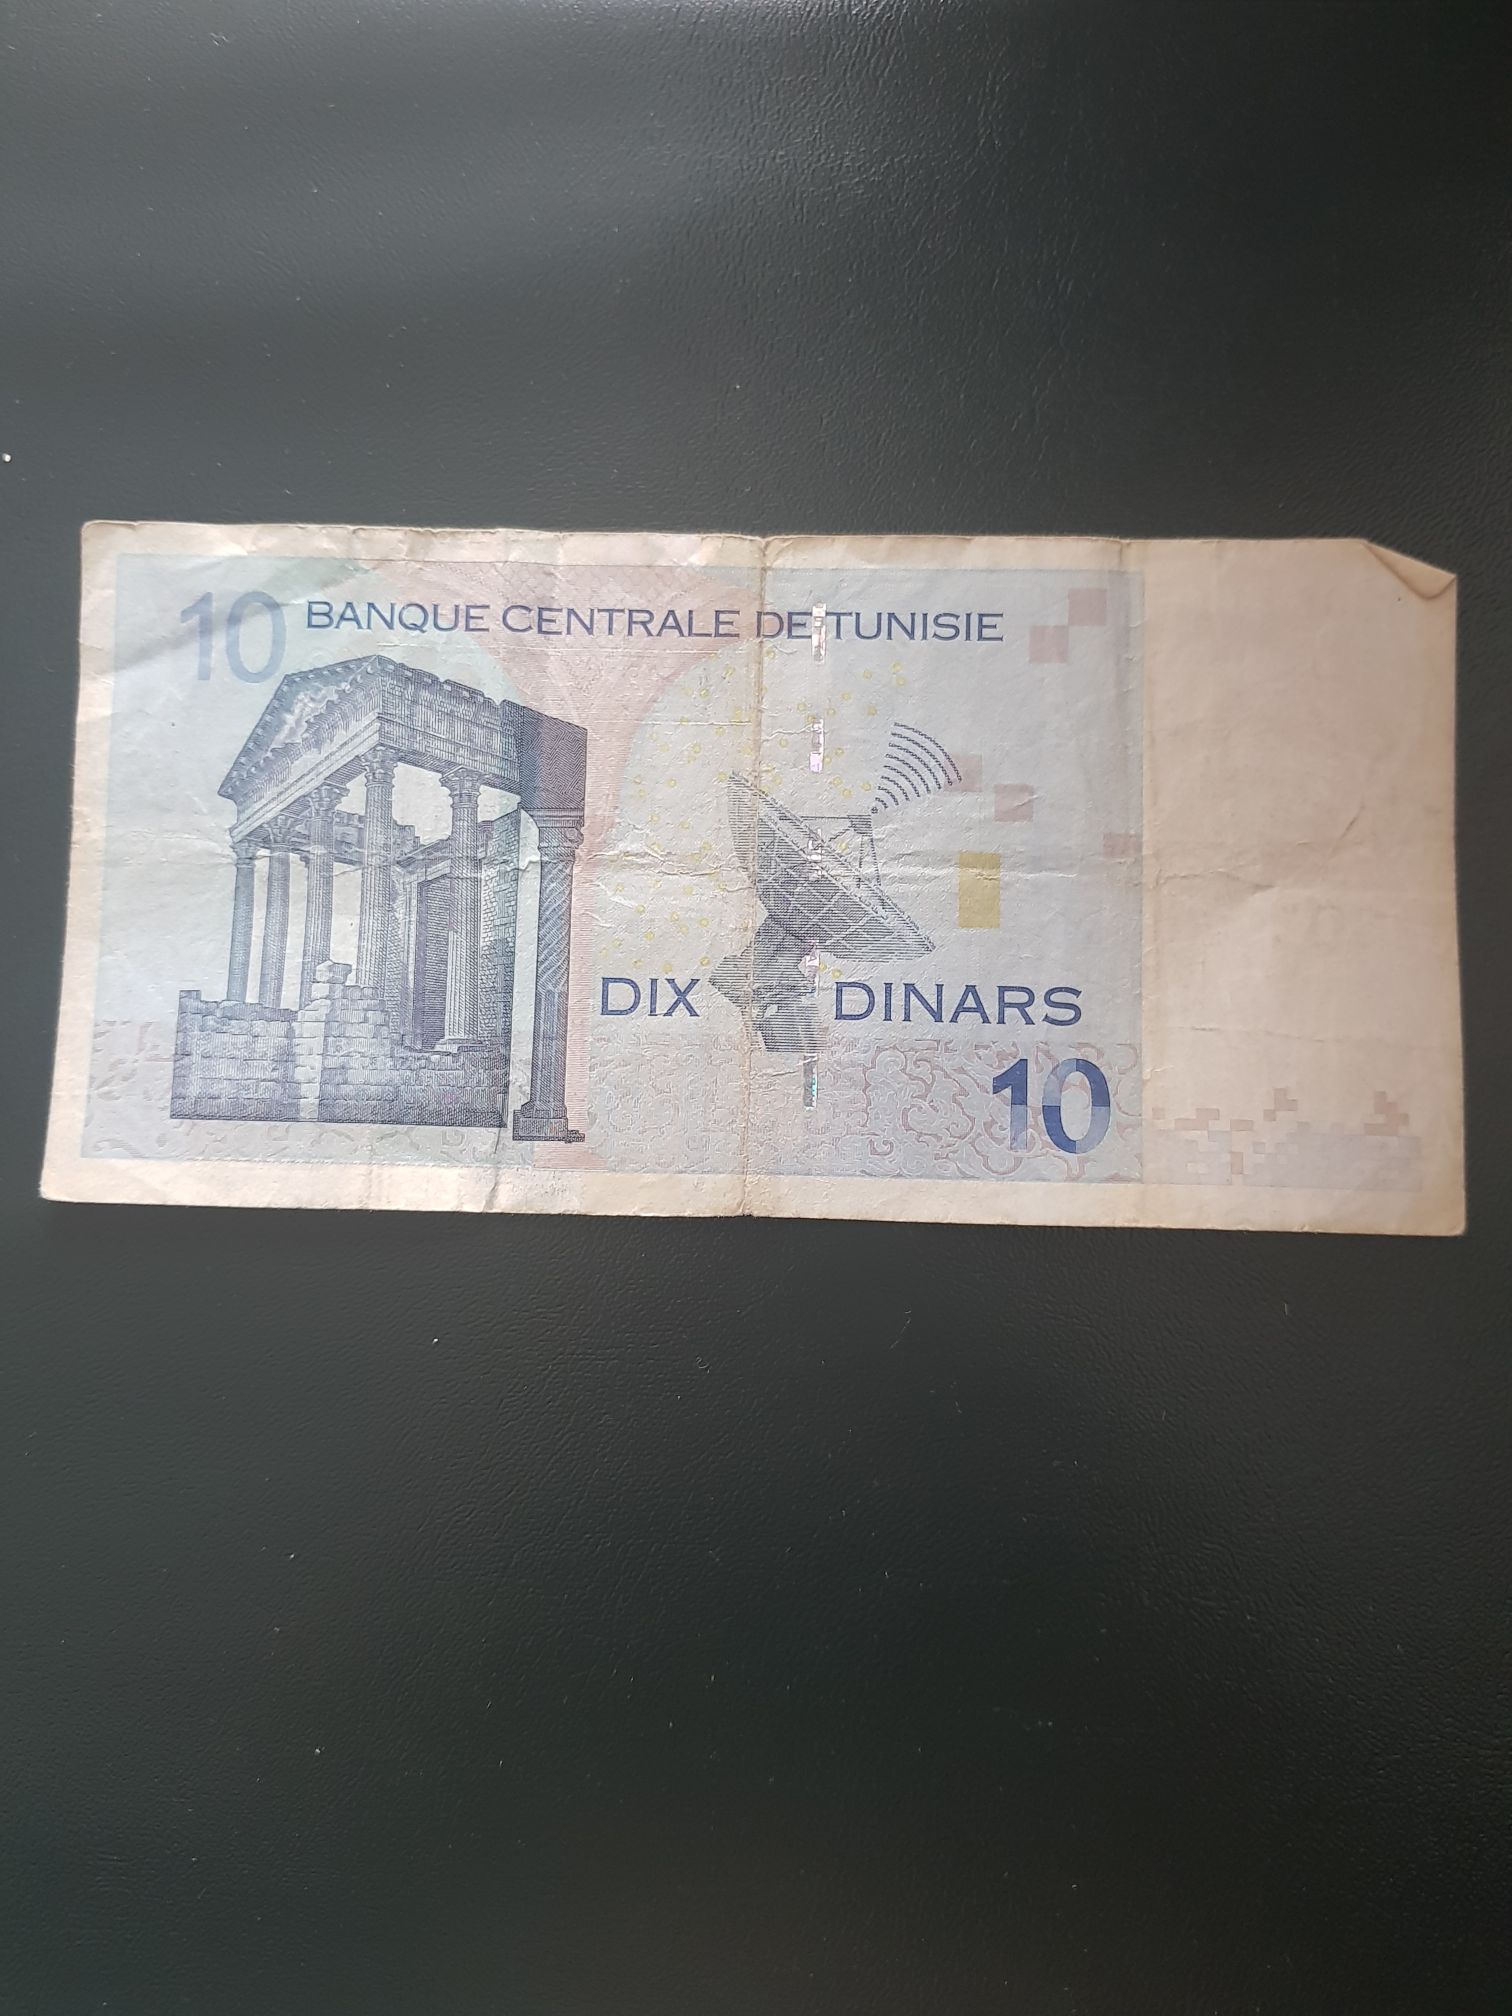 10 BANQUE CENTRALE DE TUNISIE
DIX DINARS
10